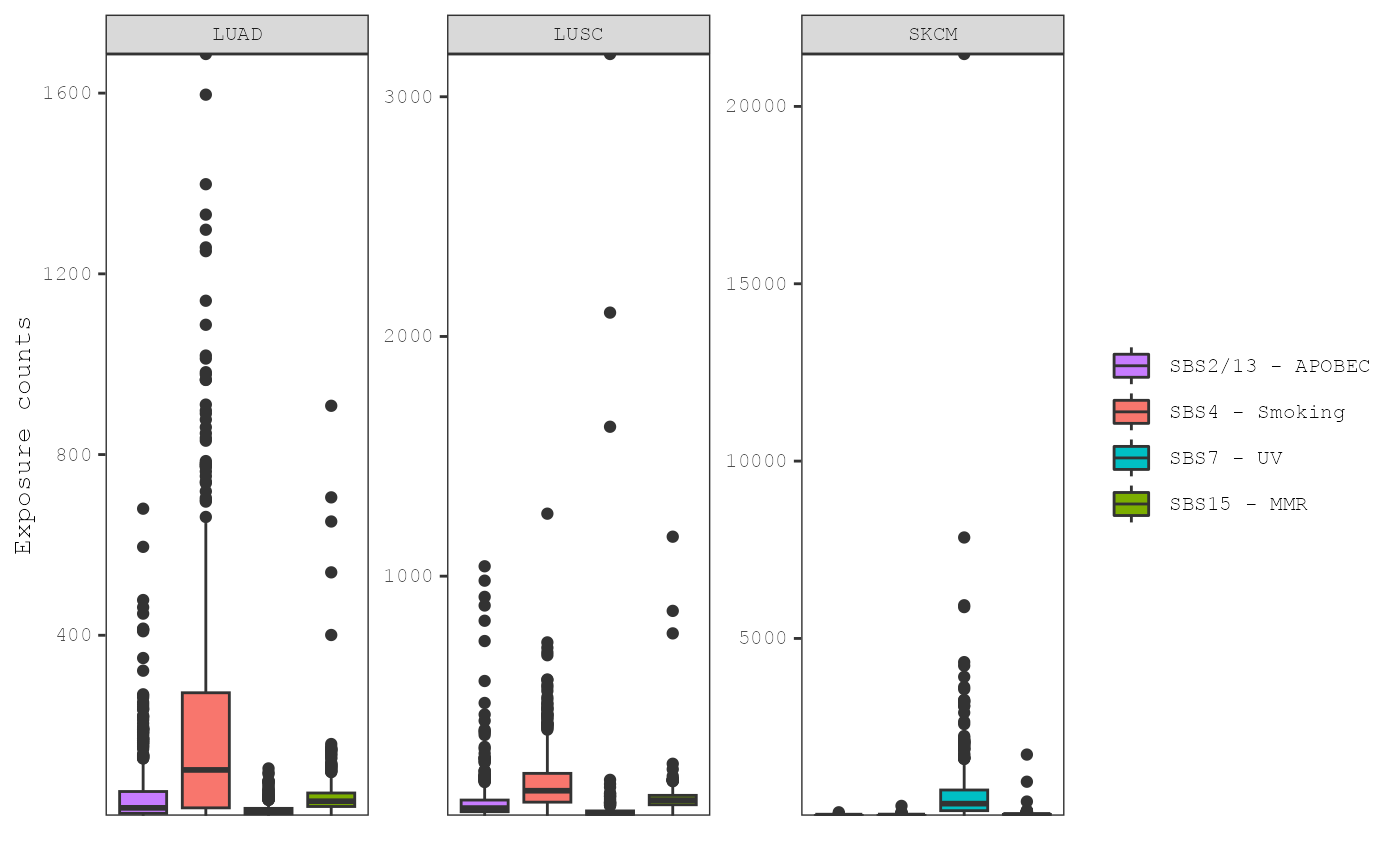 LUAD
LUSC
SKCM
Exposure counts
1600
1200
800
400
3000
2000
1000
20000
15000
10000
5000
SBS2/13 - APOBEC
SBS4 - Smoking
SBS7 - UV
SBS15 - MMR